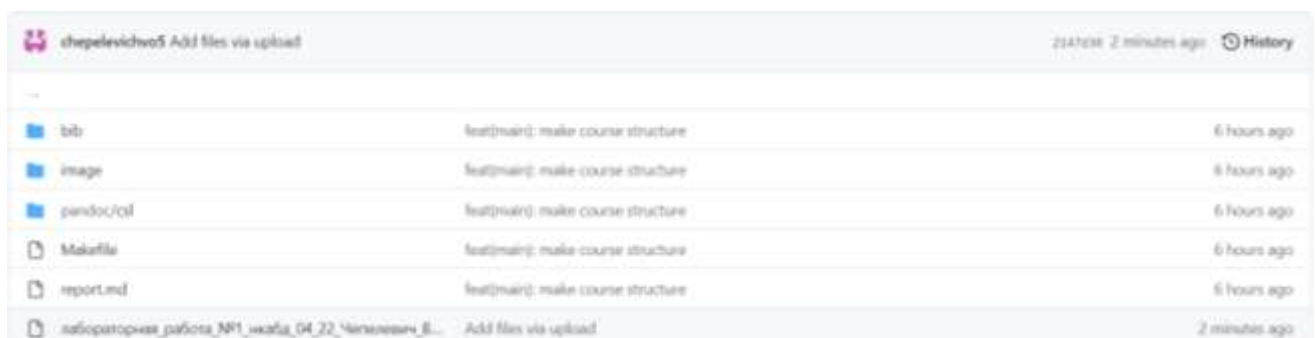 chepelevichvo5 Add files via upload 2 minutes ago History
..
bib feat(main): make course structure 6 hours ago
image feat(main): make course structure 6 hours ago
pandoc/csl feat(main): make course structure 6 hours ago
Makefile feat(main): make course structure 6 hours ago
report.md feat(main): make course structure 6 hours ago
лабораторная_работа_№1_нкабд_04_22_Чепелевич_В... Add files via upload 2 minutes ago